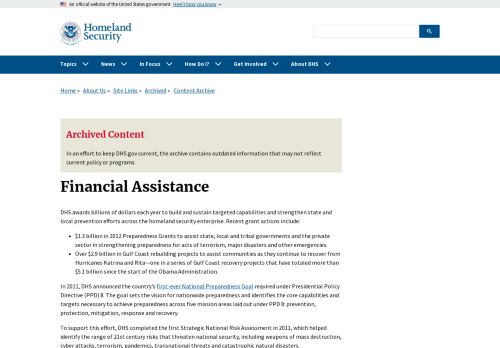 An official website of the United States government Here's how you know
Homeland
Security
Topics News In Focus How Do I? Get Involved About DHS
Home » About Us » Site Links » Archived » Content Archive
Archived Content
In an effort to keep DHS.gov current, the archive contains outdated information that may not reflect
current policy or programs.
Financial Assistance
DHS awards billions of dollars each year to build and sustain targeted capabilities and strengthen state and
local prevention efforts across the homeland security enterprise. Recent grant actions include:
• $1.3 billion in 2012 Preparedness Grants to assist state, local and tribal governments and the private
sector in strengthening preparedness for acts of terrorism, major disasters and other emergencies.
• Over $2.9 billion in Gulf Coast rebuilding projects to assist communities as they continue to recover from
Hurricanes Katrina and Rita—one in a series of Gulf Coast recovery projects that have totaled more than
$5.1 billion since the start of the Obama Administration.
In 2011, DHS announced the country's first-ever National Preparedness Goal required under Presidential Policy
Directive (PPD) 8. The goal sets the vision for nationwide preparedness and identifies the core capabilities and
targets necessary to achieve preparedness across five mission areas laid out under PPD 8: prevention,
protection, mitigation, response and recovery.
To support this effort, DHS completed the first Strategic National Risk Assessment in 2011, which helped
identify the range of 21st century risks that threaten national security, including weapons of mass destruction,
cyber attacks, terrorism, pandemics, transnational threats and catastrophic natural disasters.